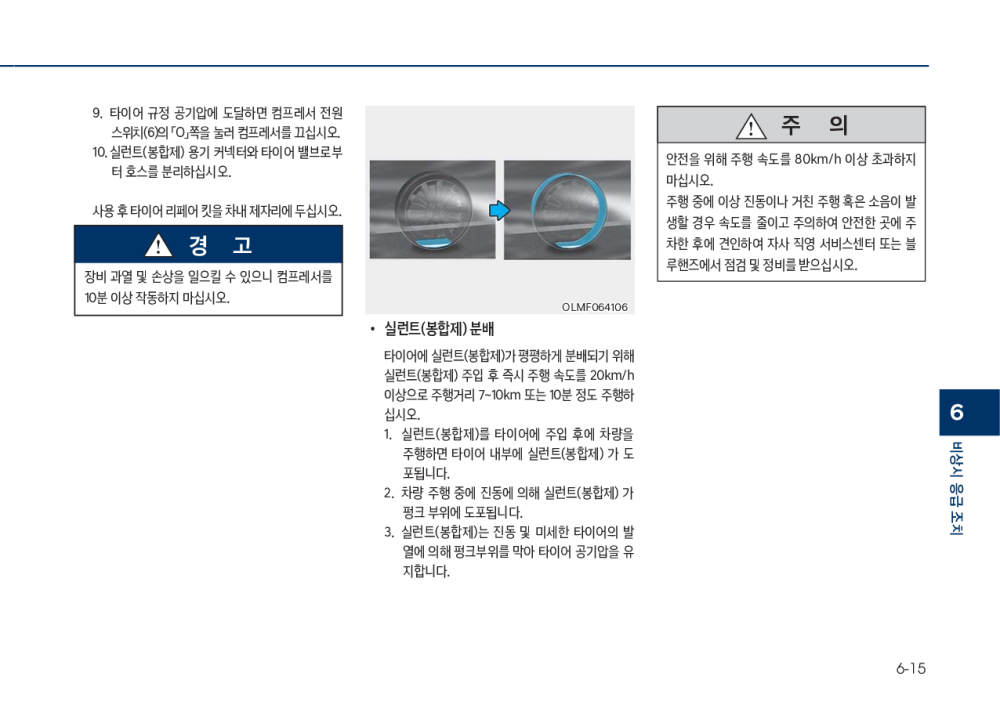 9. 타이어 규정 공기압에 도달하면 컴프레서 전원
스위치(6)의 「O」쪽을 눌러 컴프레서를 끄십시오.
10. 실런트(봉합제) 용기 커넥터와 타이어 밸브로부
터 호스를 분리하십시오.
사용 후 타이어 리페어 킷을 차내 제자리에 두십시오.
경 고
장비 과열 및 손상을 일으킬 수 있으니 컴프레서를
10분 이상 작동하지 마십시오.
OLMF064106
• 실런트(봉합제) 분배
타이어에 실런트(봉합제)가 평평하게 분배되기 위해
실런트(봉합제) 주입 후 즉시 주행 속도를 20km/h
이상으로 주행거리 7~10km 또는 10분 정도 주행하
십시오.
1. 실런트(봉합제)를 타이어에 주입 후에 차량을
주행하면 타이어 내부에 실런트(봉합제) 가 도
포됩니다.
2. 차량 주행 중에 진동에 의해 실런트(봉합제) 가
펑크 부위에 도포됩니다.
3. 실런트(봉합제)는 진동 및 미세한 타이어의 발
열에 의해 펑크부위를 막아 타이어 공기압을 유
지합니다.
주 의
안전을 위해 주행 속도를 80km/h 이상 초과하지
마십시오.
주행 중에 이상 진동이나 거친 주행 혹은 소음이 발
생할 경우 속도를 줄이고 주의하여 안전한 곳에 주
차한 후에 견인하여 자사 직영 서비스센터 또는 블
루핸즈에서 점검 및 정비를 받으십시오.
6
비상시 응급 조치
6-15